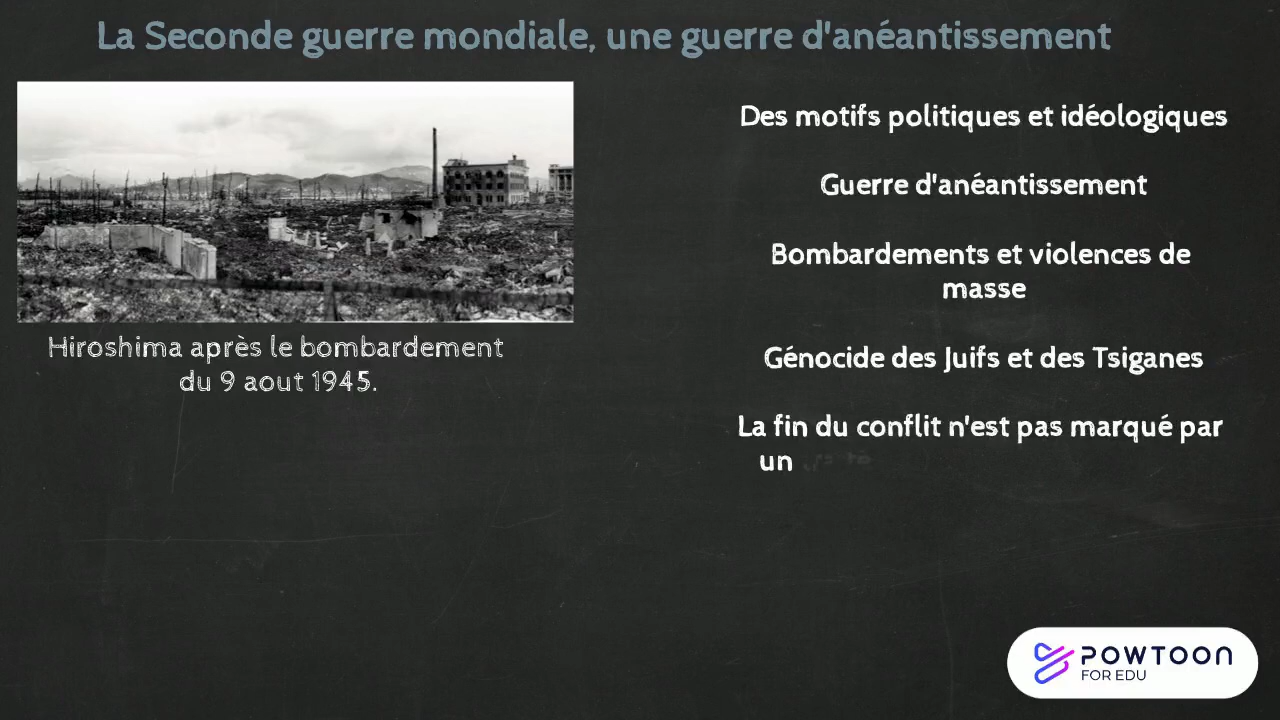 La Seconde guerre mondiale, une guerre d'anéantissement
Hiroshima après le bombardement
du 9 aout 1945.
Des motifs politiques et idéologiques
Guerre d'anéantissement
Bombardements et violences de
masse
Génocide des Juifs et des Tsiganes
La fin du conflit n'est pas marqué par
un
POWTOON
FOR EDU